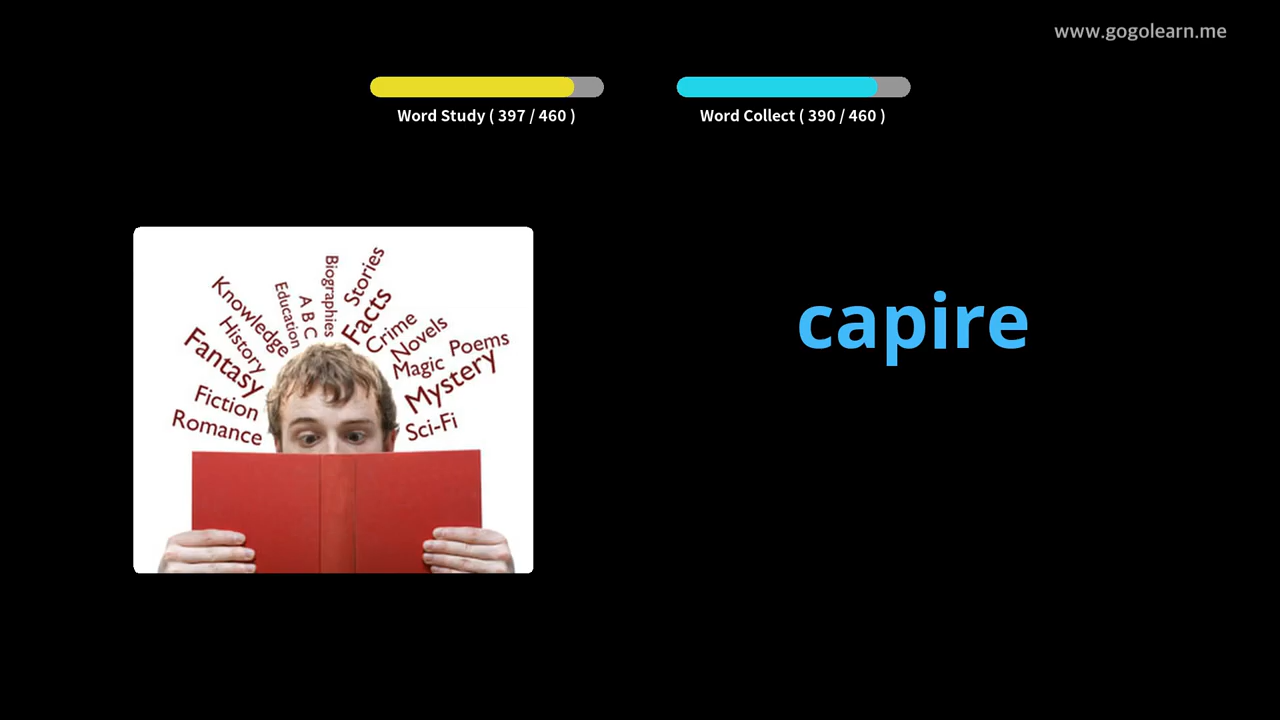 www.gogolearn.me
Word Study ( 397 / 460 )
Word Collect ( 390 / 460 )
capire
Knowledge
History
Fantasy
Fiction
Romance
Education
A B C
Biographies
Stories
Facts
Crime
Novels
Magic
Poems
Mystery
Sci-Fi